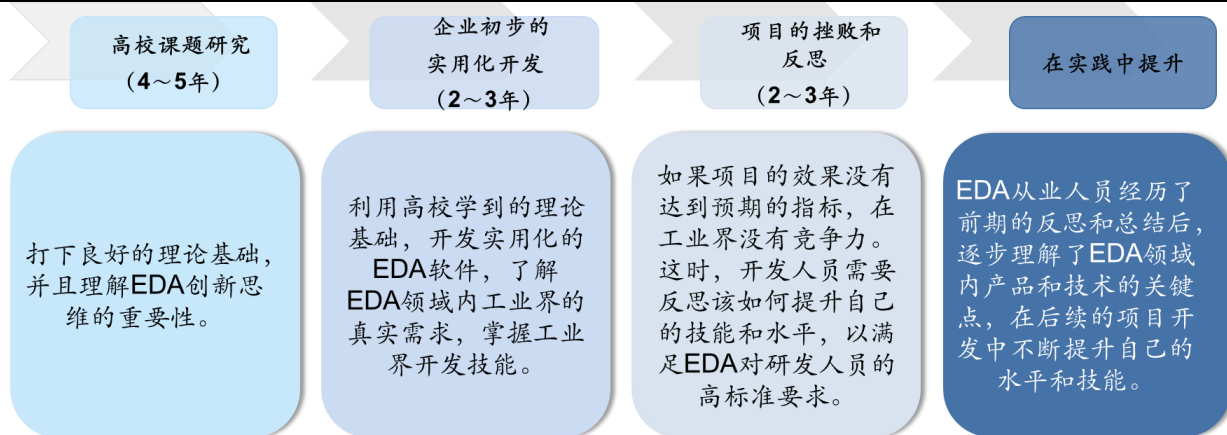 高校课题研究
（4～5年）
企业初步的
实用化开发
（2～3年）
项目的挫败和
反思
（2～3年）
在实践中提升
打下良好的理论基础，
并且理解EDA创新思
维的重要性。
利用高校学到的理论
基础，开发实用化的
EDA软件，了解
EDA领域内工业界的
真实需求，掌握工业
界开发技能。
如果项目的效果没有
达到预期的指标，在
工业界没有竞争力。
这时，开发人员需要
反思该如何提升自己
的技能和水平，以满
足EDA对研发人员的
高标准要求。
EDA从业人员经历了
前期的反思和总结后，
逐步理解了EDA领域
内产品和技术的关键
点，在后续的项目开
发中不断提升自己的
水平和技能。